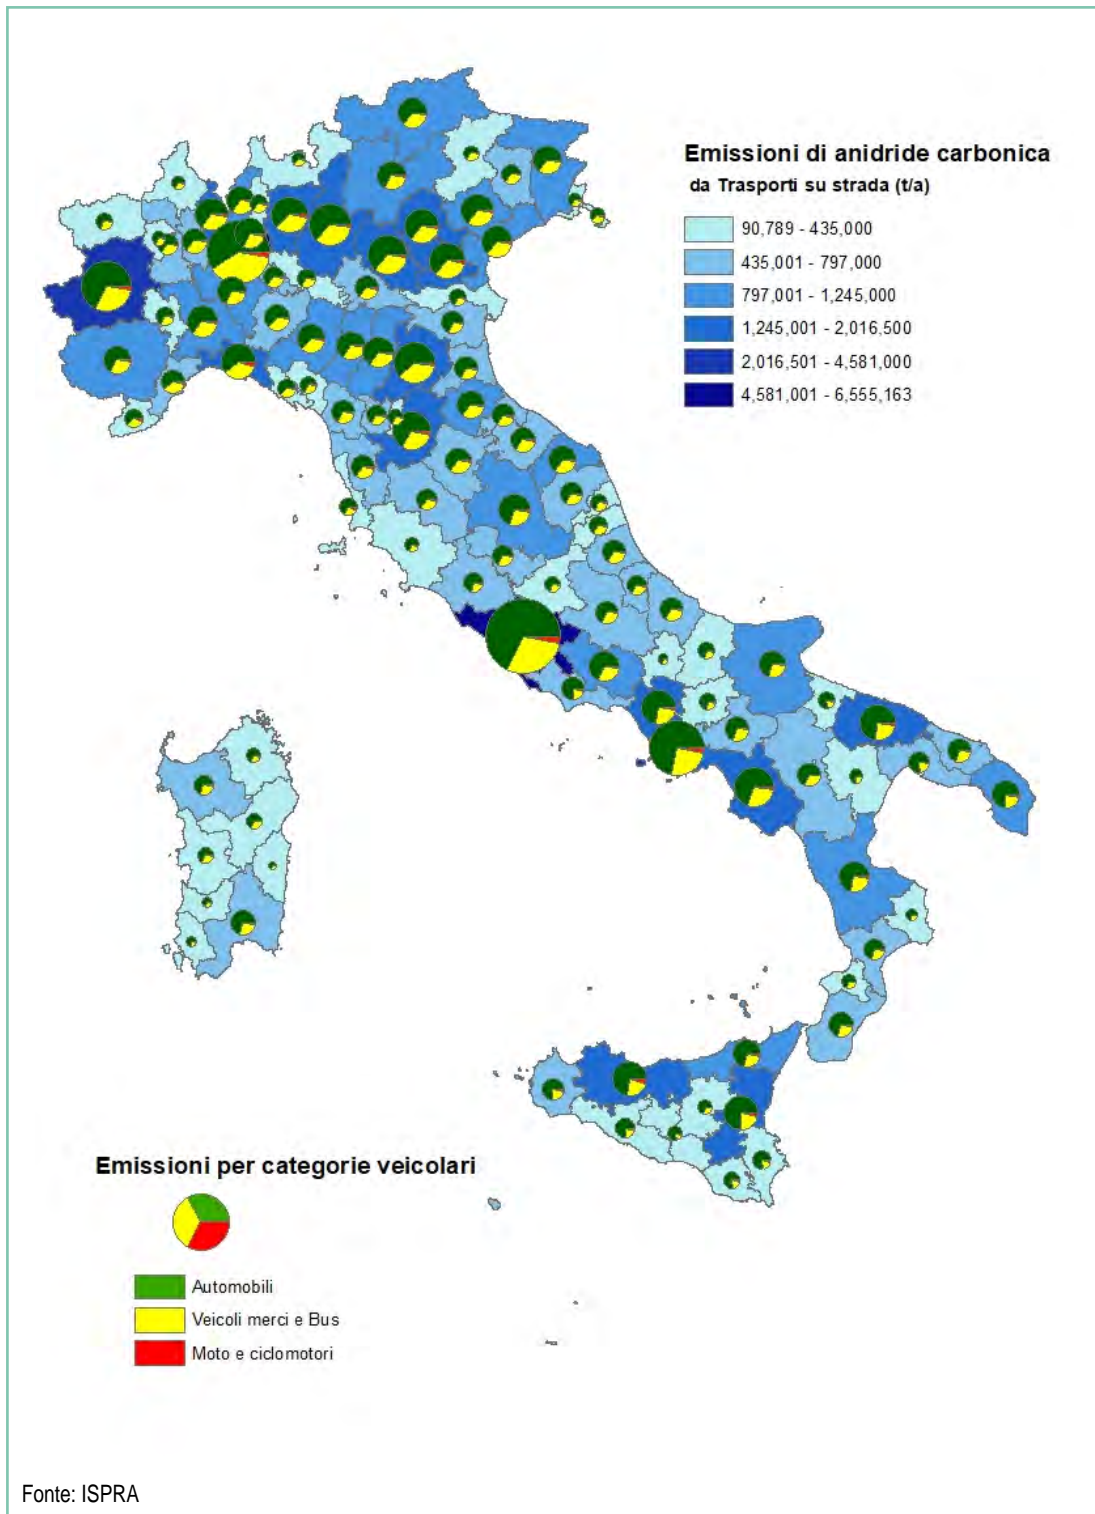 Emissioni di anidride carbonica
da Trasporti su strada (t/a)
90,789 - 435,000
435,001 - 797,000
797,001 - 1,245,000
1,245,001 - 2,016,500
2,016,501 - 4,581,000
4,581,001 - 6,555,163
Emissioni per categorie veicolari
Automobili
Veicoli merci e Bus
Moto e ciclomotori
Fonte: ISPRA